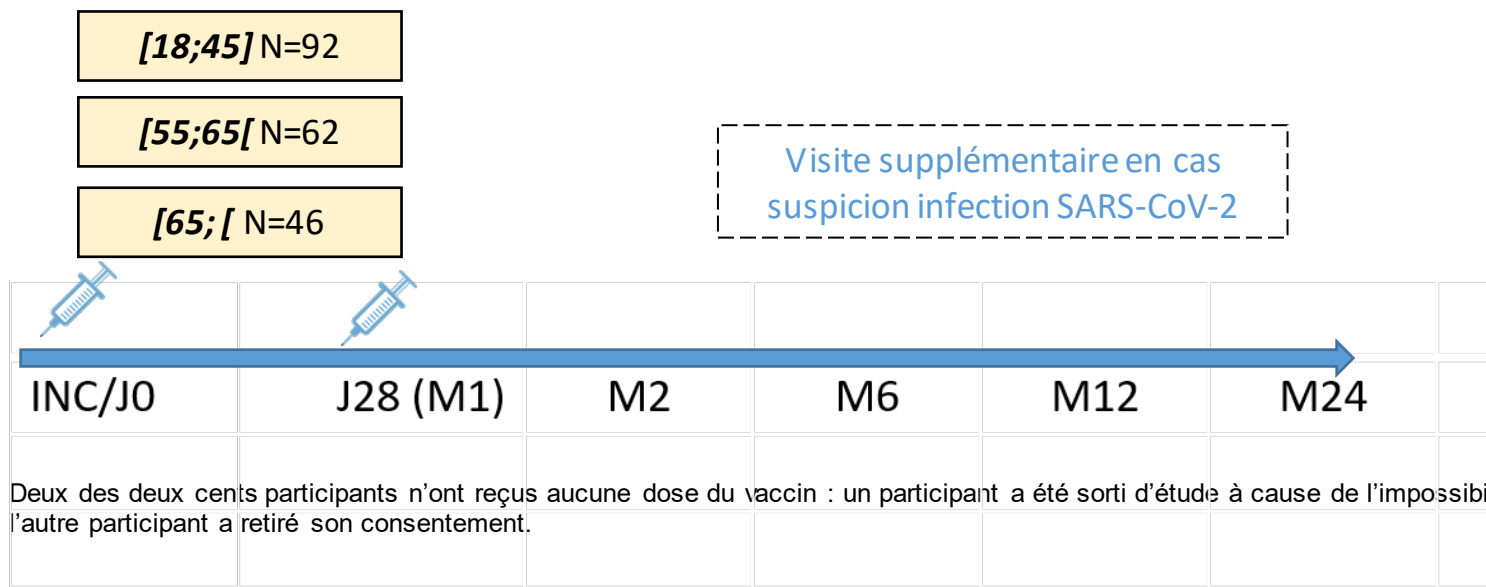 [18;45] N=92
[55;65[ N=62
[65; [ N=46
Visite supplémentaire en cas
suspicion infection SARS-CoV-2
INC/J0 J28 (M1) M2 M6 M12 M24
Deux des deux cents participants n’ont reçus aucune dose du vaccin : un participant a été sorti d’étude à cause de l’impossibi
l’autre participant a retiré son consentement.